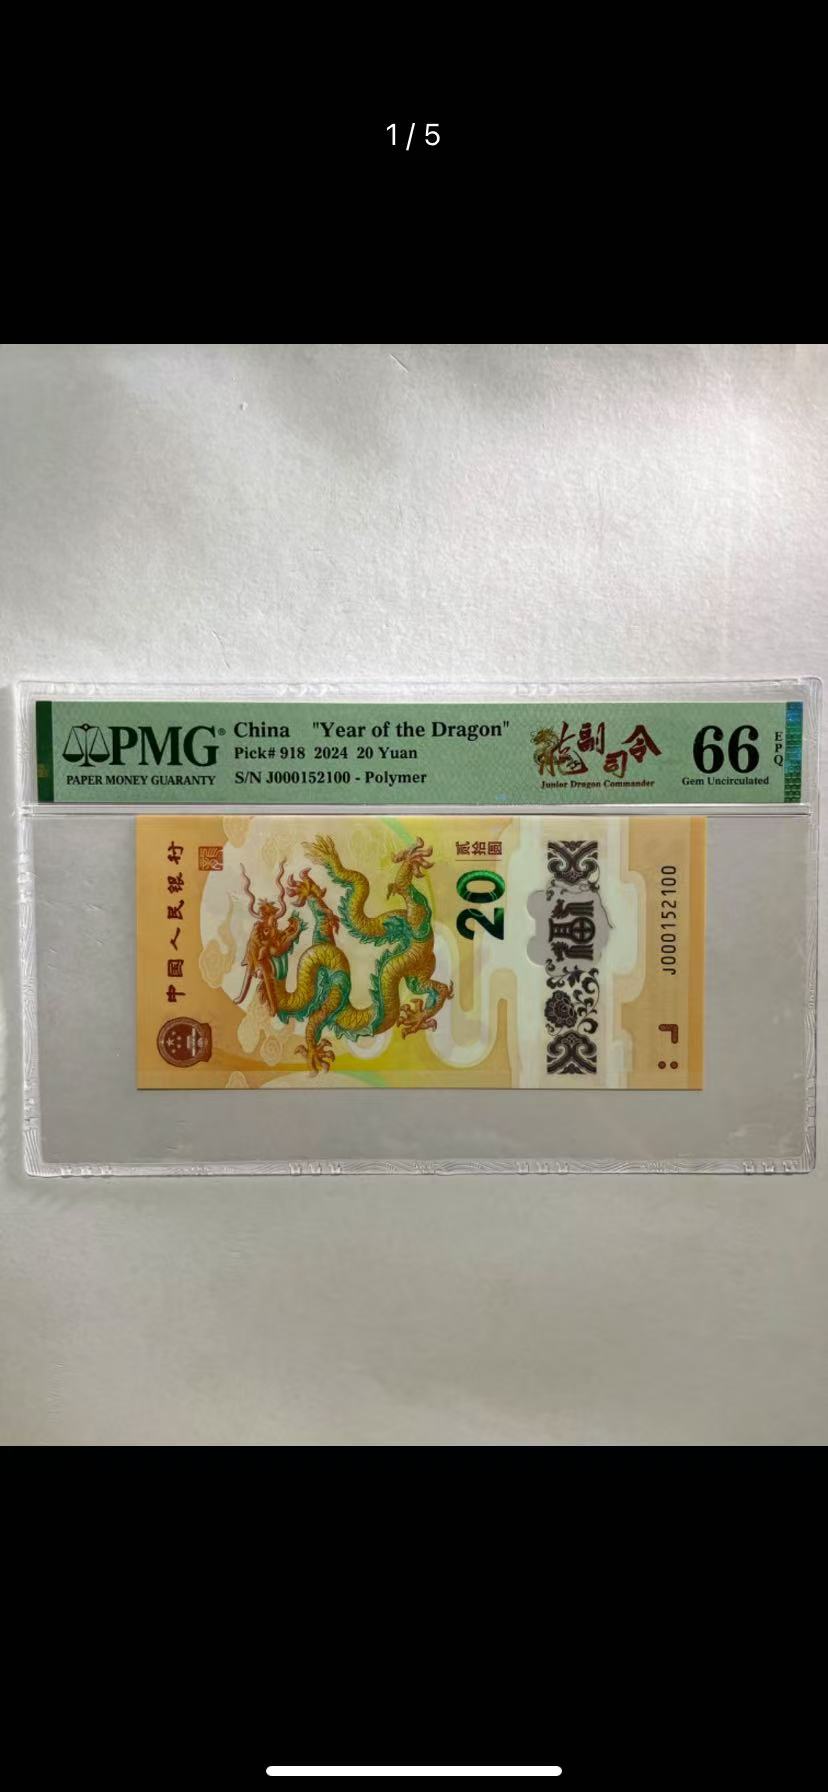 1 / 5
PMG®
PAPER MONEY GUARANTY
China "Year of the Dragon"
Pick# 918 2024 20 Yuan
S/N J000152100 - Polymer
龍副司令
Junior Dragon Commander
66
EPQ
Gem Uncirculated
中国人民银行
贰拾圆
20
J000152100